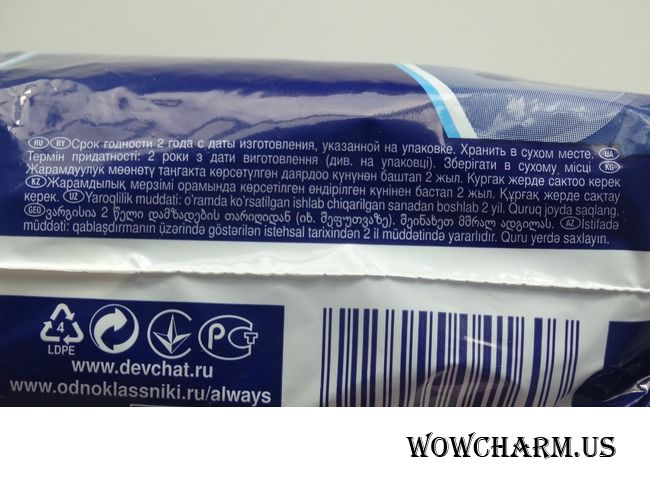 RU BY Срок годности 2 года с даты изготовления, указанной на упаковке. Хранить в сухом месте. UA
Термін придатності: 2 роки з дати виготовлення (див. на упаковці). Зберігати в сухому місці KG
Жарамдуулук мөөнөтү таңгакта көрсөтүлгөн даярдоо күнүнөн баштап 2 жыл. Кургак жерде сактоо керек
KZ Жарамдылық мерзімі орамында көрсетілген өндірілген күнінен бастап 2 жыл. Құрғақ жерде сақтау
керек. UZ Yaroqlilik muddati: o'ramda ko'rsatilgan ishlab chiqarilgan sanadan boshlab 2 yil. Quruq joyda saqlang.
GEO ვარგისია 2 წელი დამზადების თარიღიდან (იხ. შეფუთვაზე). შეინახეთ მშრალ ადგილას. AZ İstifadə
müddəti: qablaşdırmanın üzərində göstərilən istehsal tarixindən 2 il müddətində yararlıdır. Quru yerdə saxlayın.
4
LDPE
www.devchat.ru
www.odnoklassniki.ru/always
WOWCHARM.US